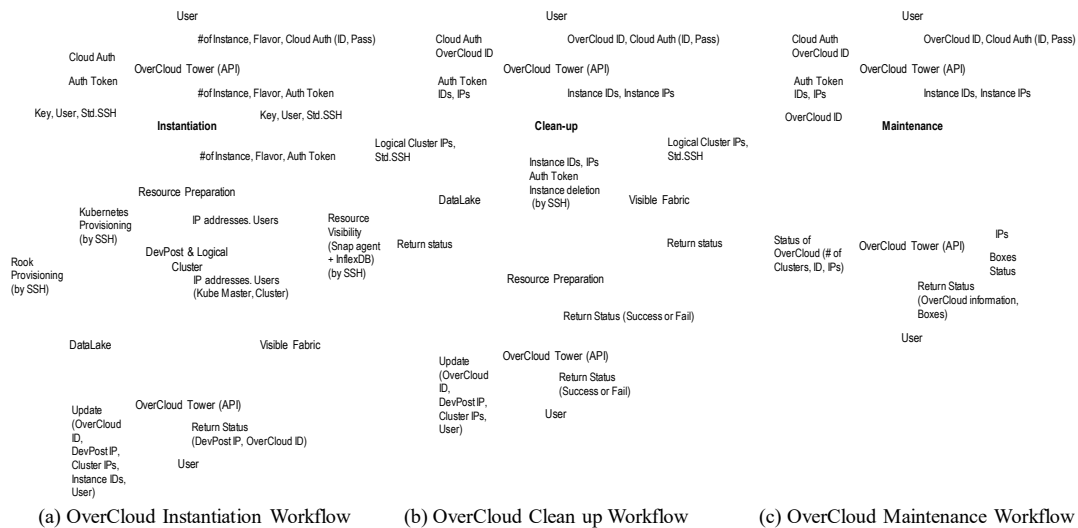 User
#of Instance, Flavor, Cloud Auth (ID, Pass)
Cloud Auth
OverCloud Tower (API)
Auth Token
#of Instance, Flavor, Auth Token
Key, User, Std.SSH
Key, User, Std.SSH
Instantiation
#of Instance, Flavor, Auth Token
Resource Preparation
Kubernetes
Provisioning
(by SSH)
IP addresses. Users
Resource
Visibility
(Snap agent
+ InflexDB)
(by SSH)
DevPost & Logical
Cluster
Rook
Provisioning
(by SSH)
IP addresses. Users
(Kube Master, Cluster)
DataLake
Visible Fabric
OverCloud Tower (API)
Update
(OverCloud
ID,
DevPost IP,
Cluster IPs,
Instance IDs,
User)
Return Status
(DevPost IP, OverCloud ID)
User
(a) OverCloud Instantiation Workflow
User
Cloud Auth
OverCloud ID
OverCloud ID, Cloud Auth (ID, Pass)
OverCloud Tower (API)
Auth Token
IDs, IPs
Instance IDs, Instance IPs
Clean-up
Logical Cluster IPs,
Std.SSH
Logical Cluster IPs,
Std.SSH
Instance IDs, IPs
Auth Token
Instance deletion
(by SSH)
DataLake
Visible Fabric
Return status
Return status
Resource Preparation
Return Status (Success or Fail)
OverCloud Tower (API)
Update
(OverCloud
ID,
DevPost IP,
Cluster IPs,
User)
Return Status
(Success or Fail)
User
(b) OverCloud Clean up Workflow
User
Cloud Auth
OverCloud ID
OverCloud ID, Cloud Auth (ID, Pass)
OverCloud Tower (API)
Auth Token
IDs, IPs
Instance IDs, Instance IPs
OverCloud ID
Maintenance
Status of
OverCloud (# of
Clusters, ID, IPs)
OverCloud Tower (API)
IPs
Boxes
Status
Return Status
(OverCloud information,
Boxes)
User
(c) OverCloud Maintenance Workflow